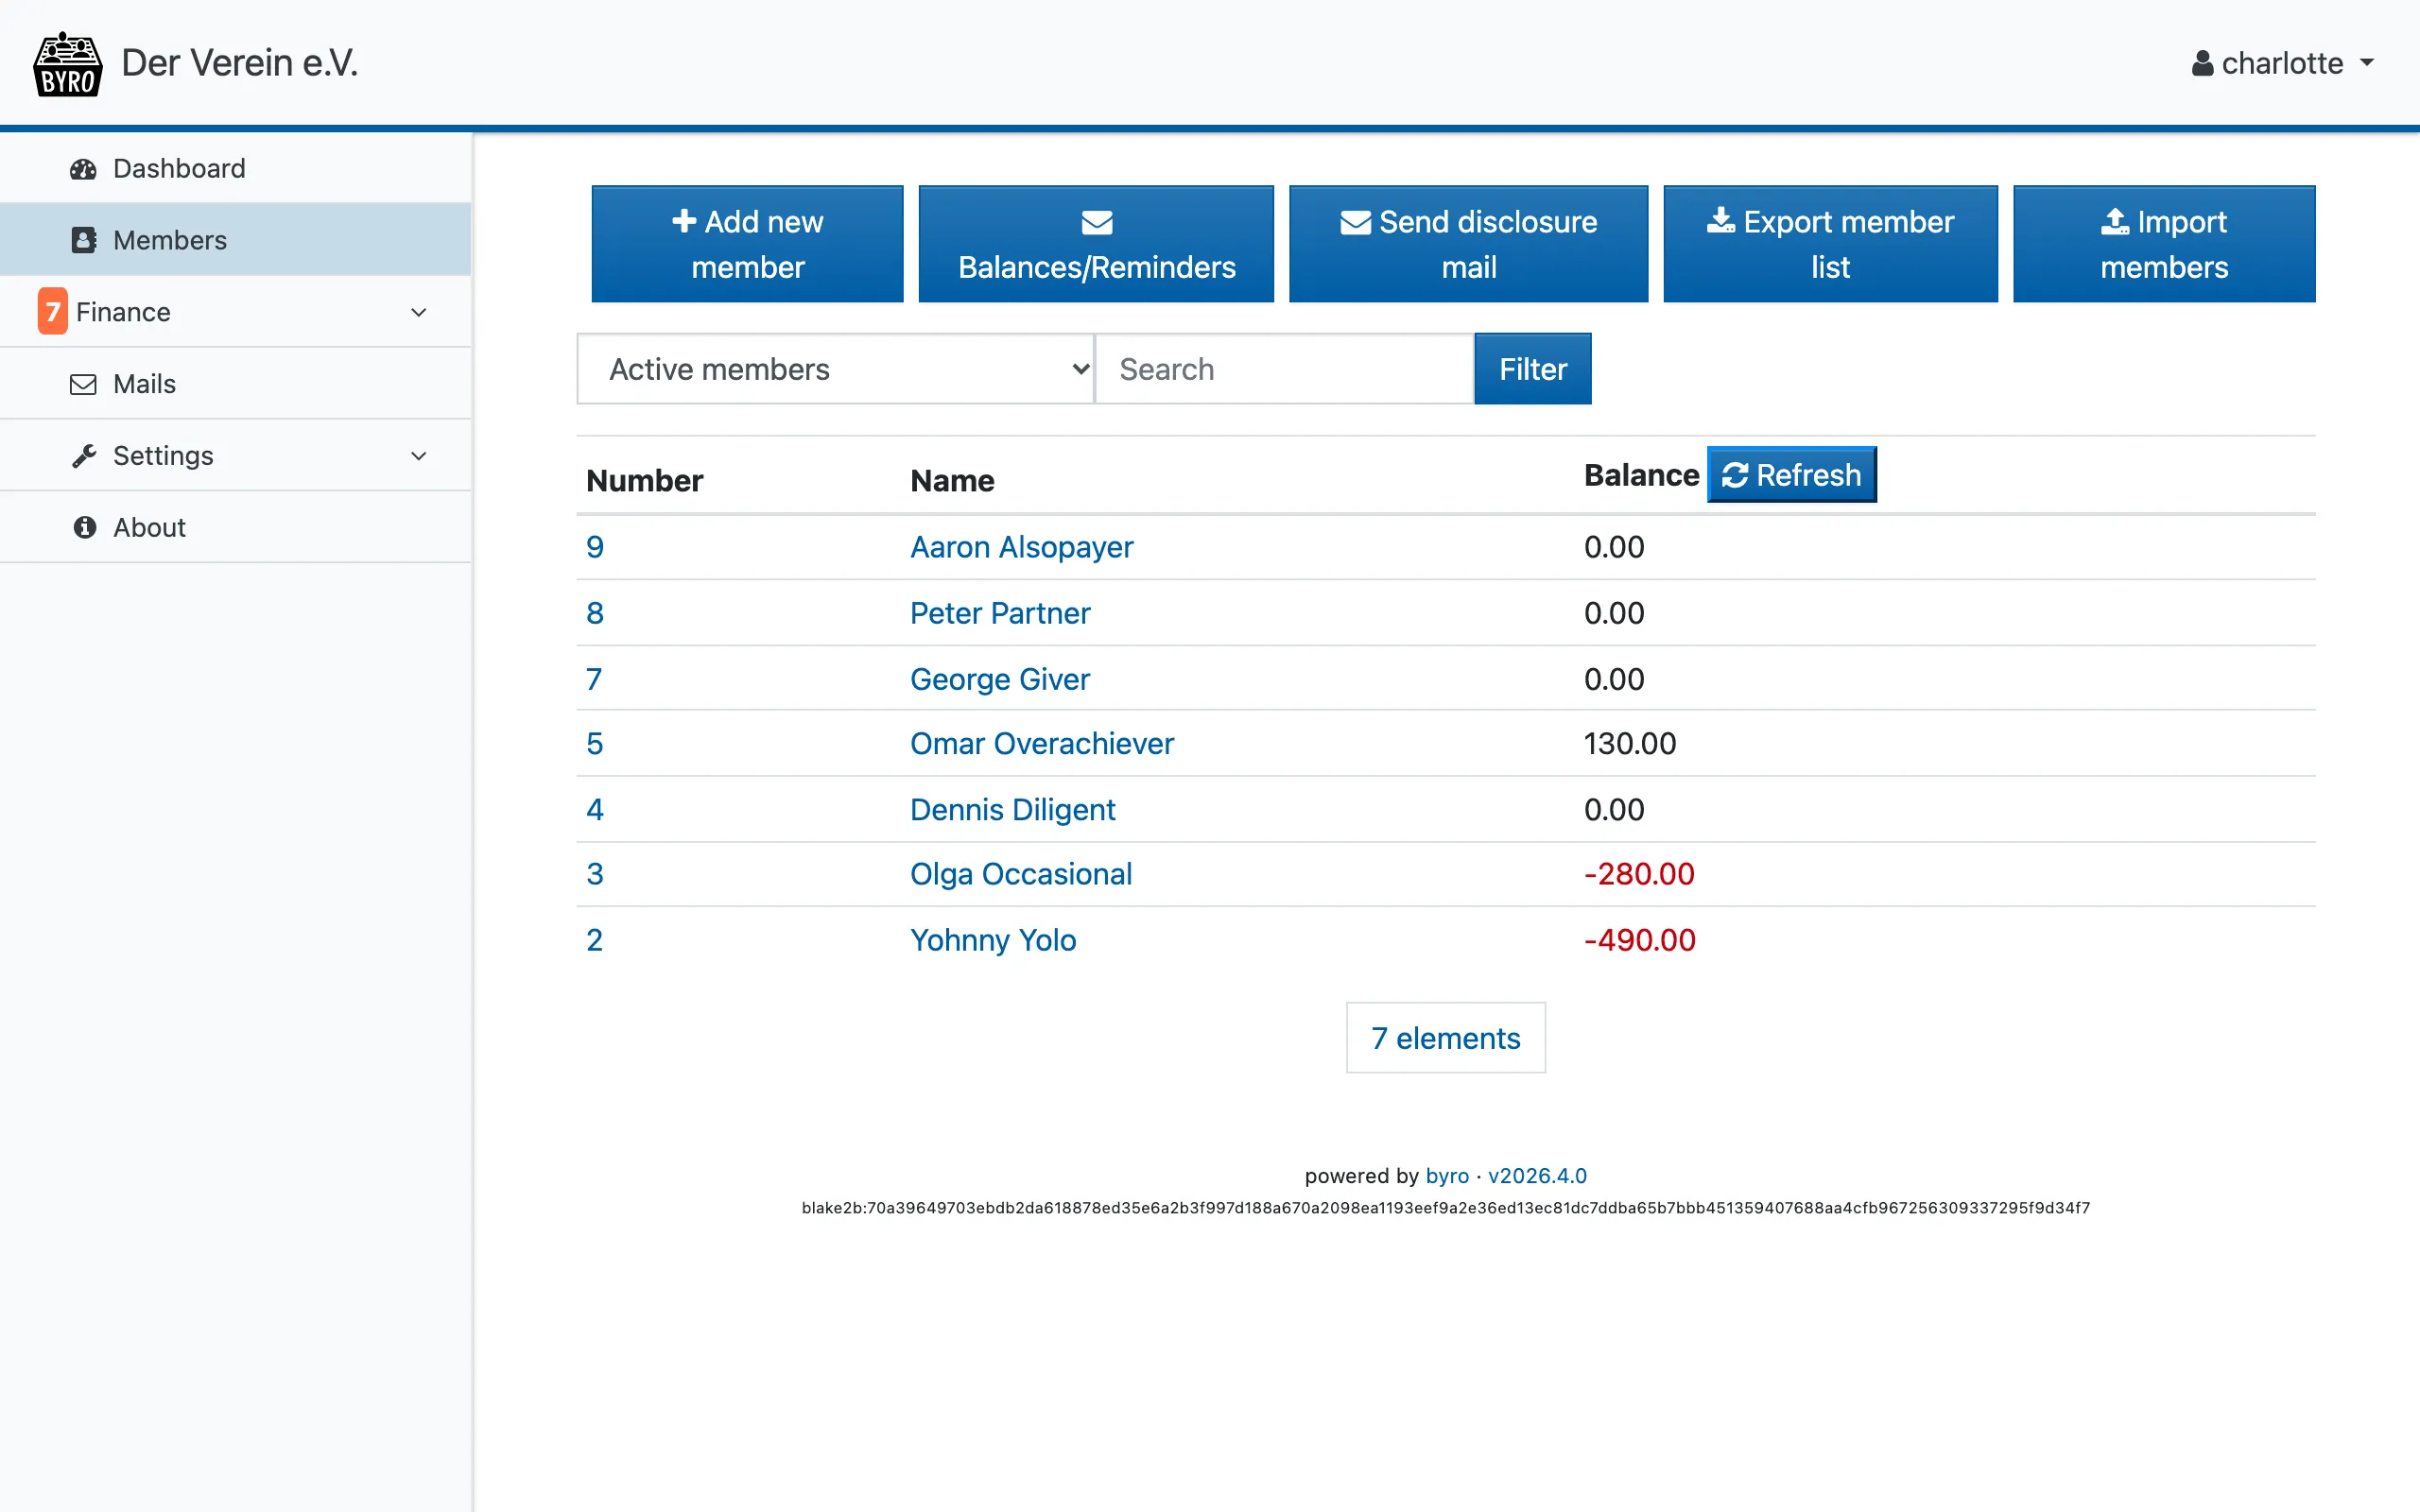 BYRO
Der Verein e.V.
charlotte
Dashboard
Members
7 Finance
Mails
Settings
About
Add new
member
Balances/Reminders
Send disclosure
mail
Export member
list
Import
members
Active members
Search
Filter
Number Name Balance Refresh
9 Aaron Alsopayer 0.00
8 Peter Partner 0.00
7 George Giver 0.00
5 Omar Overachiever 130.00
4 Dennis Diligent 0.00
3 Olga Occasional -280.00
2 Yohnny Yolo -490.00
7 elements
powered by byro · v2026.4.0
blake2b:70a39649703ebdb2da618878ed35e6a2b3f997d188a670a2098ea1193eef9a2e36ed13ec81dc7ddba65b7bbb451359407688aa4cfb967256309337295f9d34f7